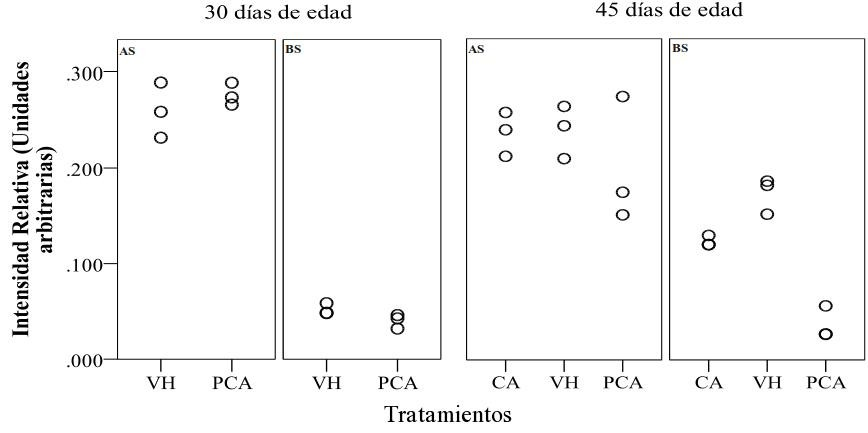 30 días de edad
45 días de edad
AS
BS
AS
BS
Intensidad Relativa (Unidades
arbitrarias)
.300
.200
.100
.000
VH PCA
VH PCA
CA VH PCA
CA VH PCA
Tratamientos